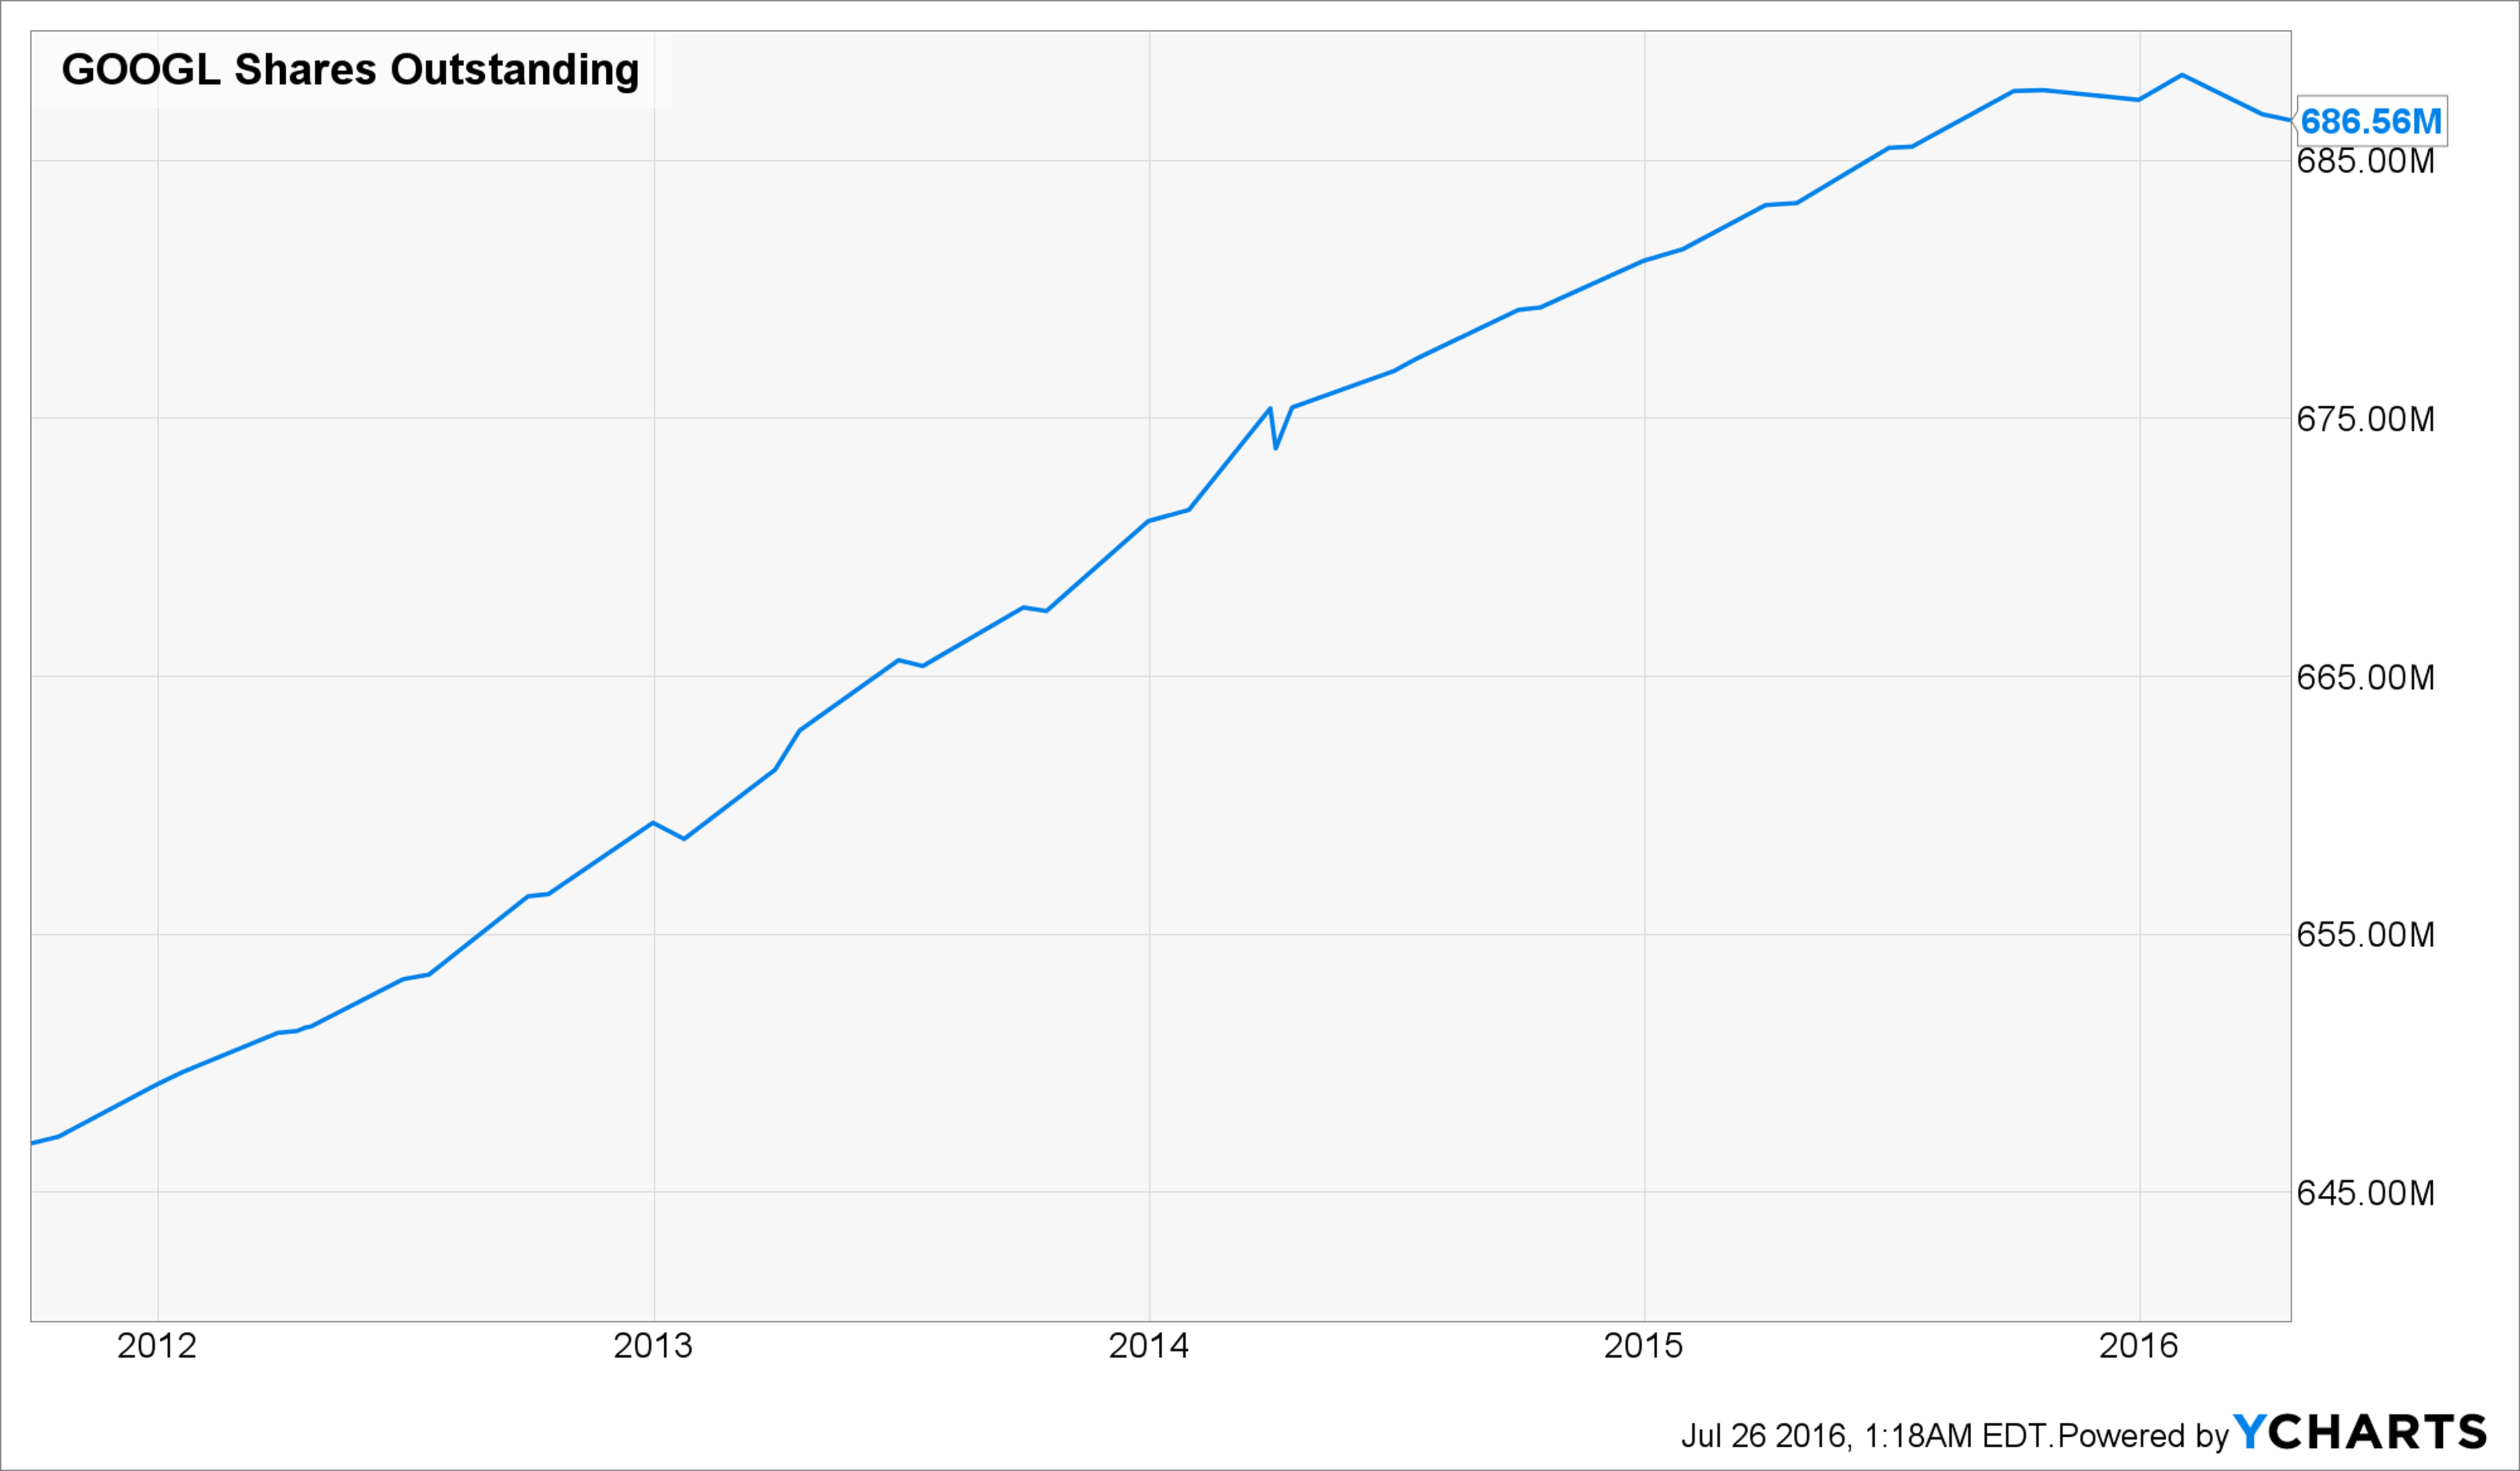 GOOGL Shares Outstanding
686.56M
685.00M
675.00M
665.00M
655.00M
645.00M
2012 2013 2014 2015 2016
Jul 26 2016, 1:18AM EDT. Powered by YCHARTS